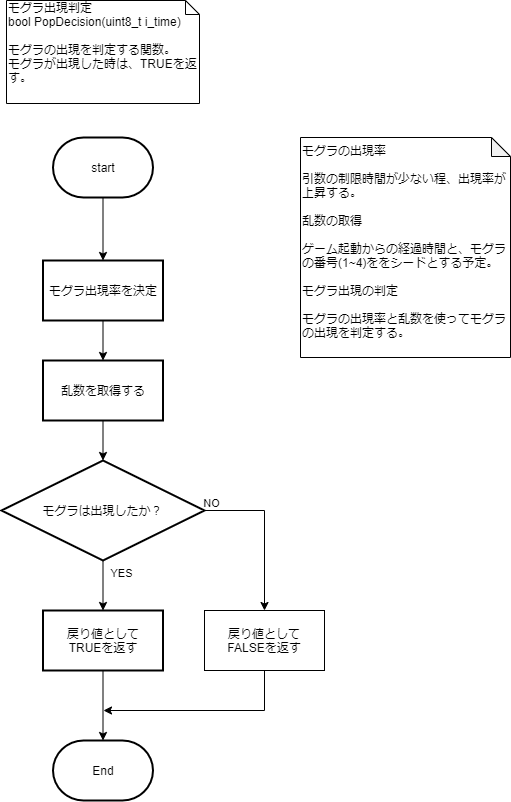 モグラ出現判定
bool PopDecision(uint8_t i_time)
モグラの出現を判定する関数。
モグラが出現した時は、TRUEを返
す。
start
モグラの出現率
引数の制限時間が少ない程、出現率が
上昇する。
乱数の取得
ゲーム起動からの経過時間と、モグラ
の番号(1~4)ををシードとする予定。
モグラ出現の判定
モグラの出現率と乱数を使ってモグラ
の出現を判定する。
モグラ出現率を決定
乱数を取得する
モグラは出現したか？
NO
YES
戻り値として
TRUEを返す
戻り値として
FALSEを返す
End